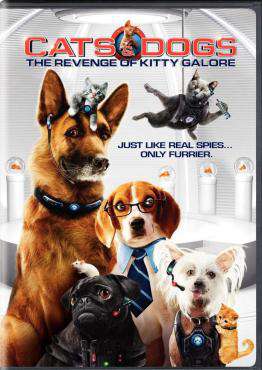 CATS & DOGS
THE REVENGE OF KITTY GALORE
JUST LIKE REAL SPIES...
ONLY FURRIER.